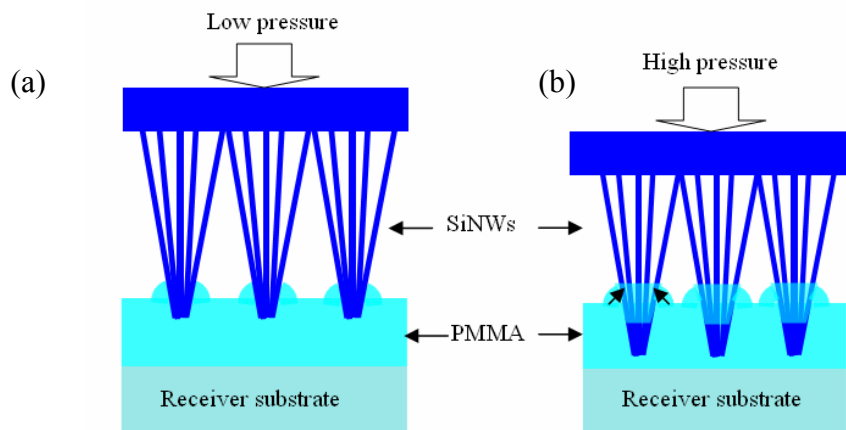 (a)
Low pressure
(b)
High pressure
SiNWs
PMMA
Receiver substrate
Receiver substrate